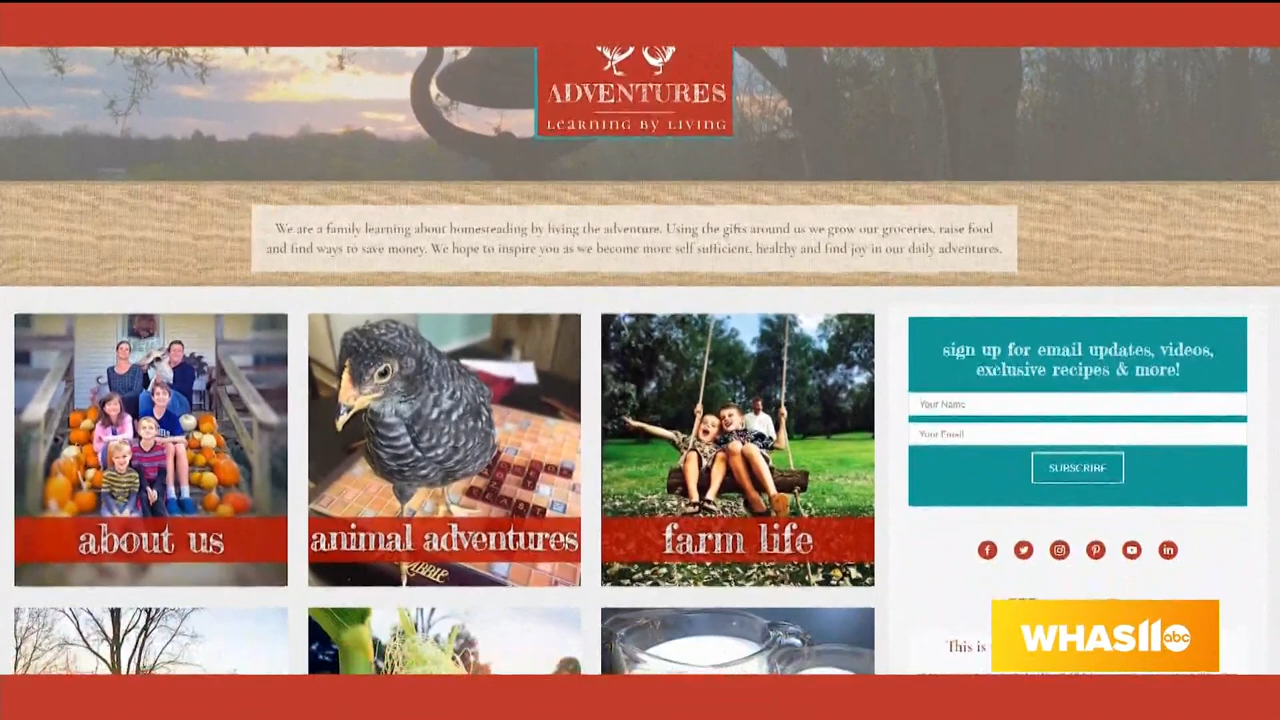 ADVENTURES
LEARNING BY LIVING
We are a family learning about homesteading by living the adventure. Using the gifts around us we grow our groceries, raise food
and find ways to save money. We hope to inspire you as we become more self sufficient, healthy and find joy in our daily adventures.
sign up for email updates, videos,
exclusive recipes & more!
Your Name
Your Email
SUBSCRIBE
about us
animal adventures
farm life
This is
WHAS11 abc